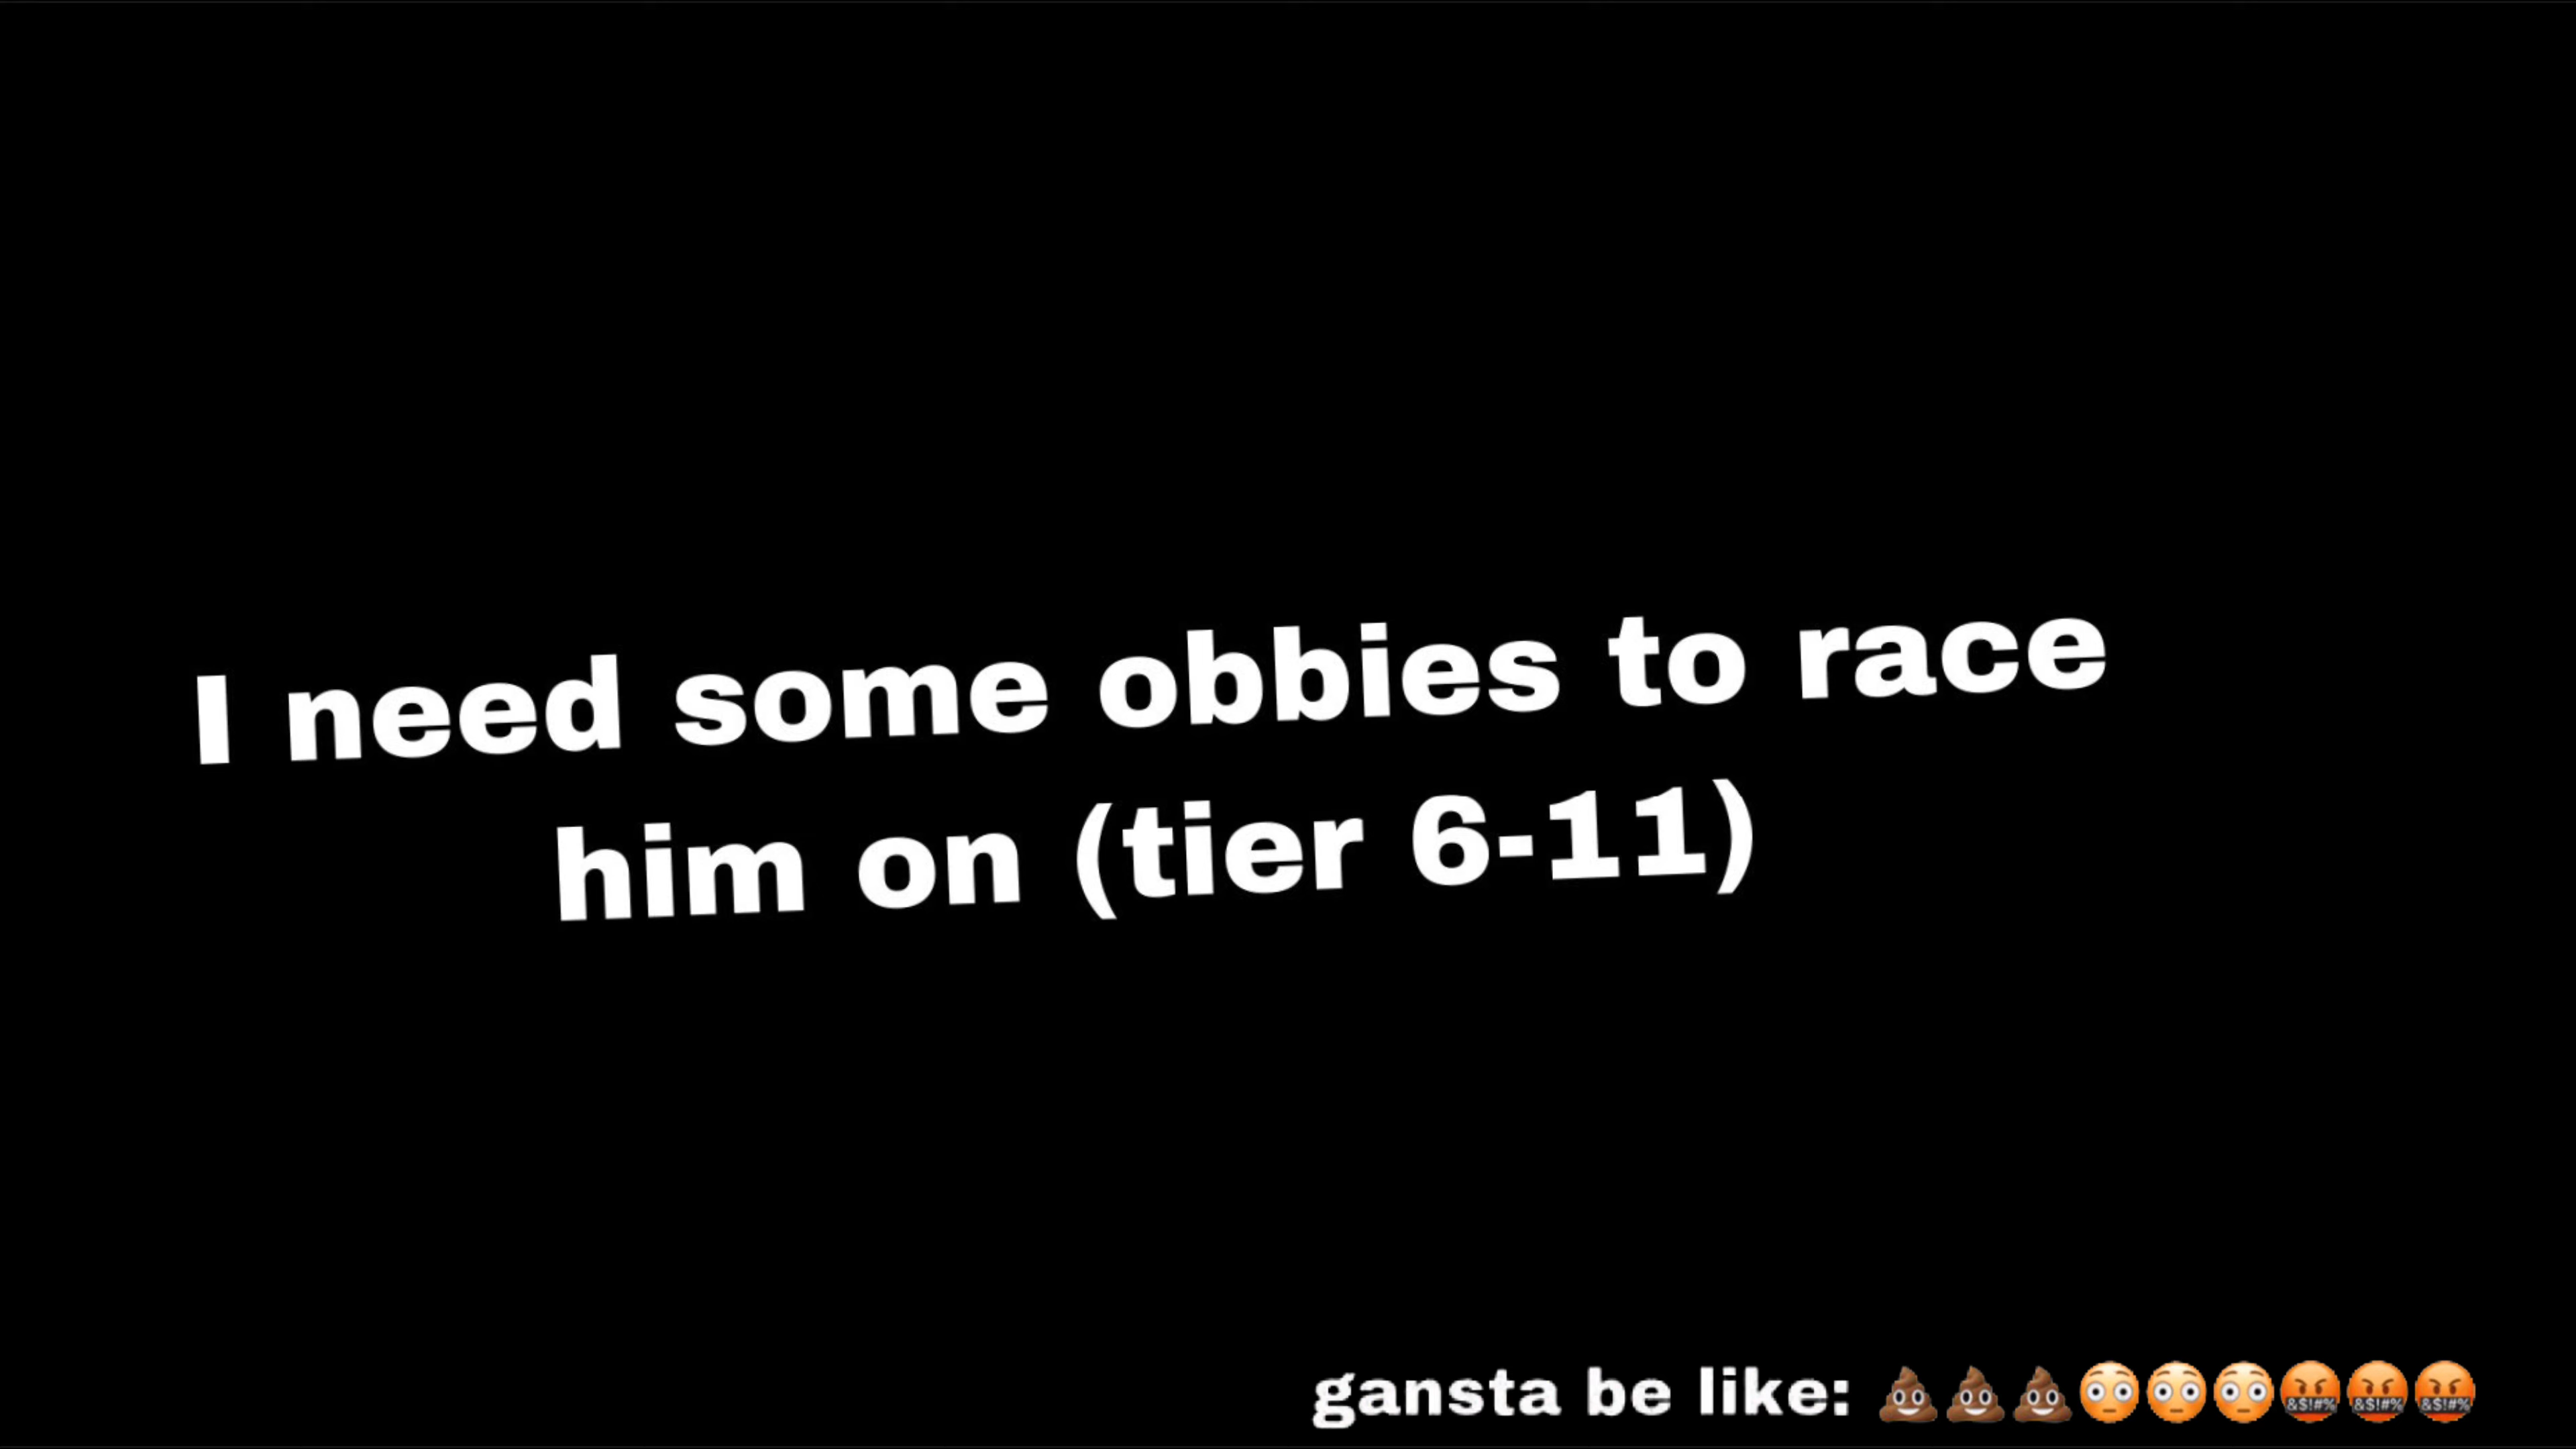 I need some obbies to race
him on (tier 6-11)
gansta be like: 💩💩💩😳😳😳🤬🤬🤬